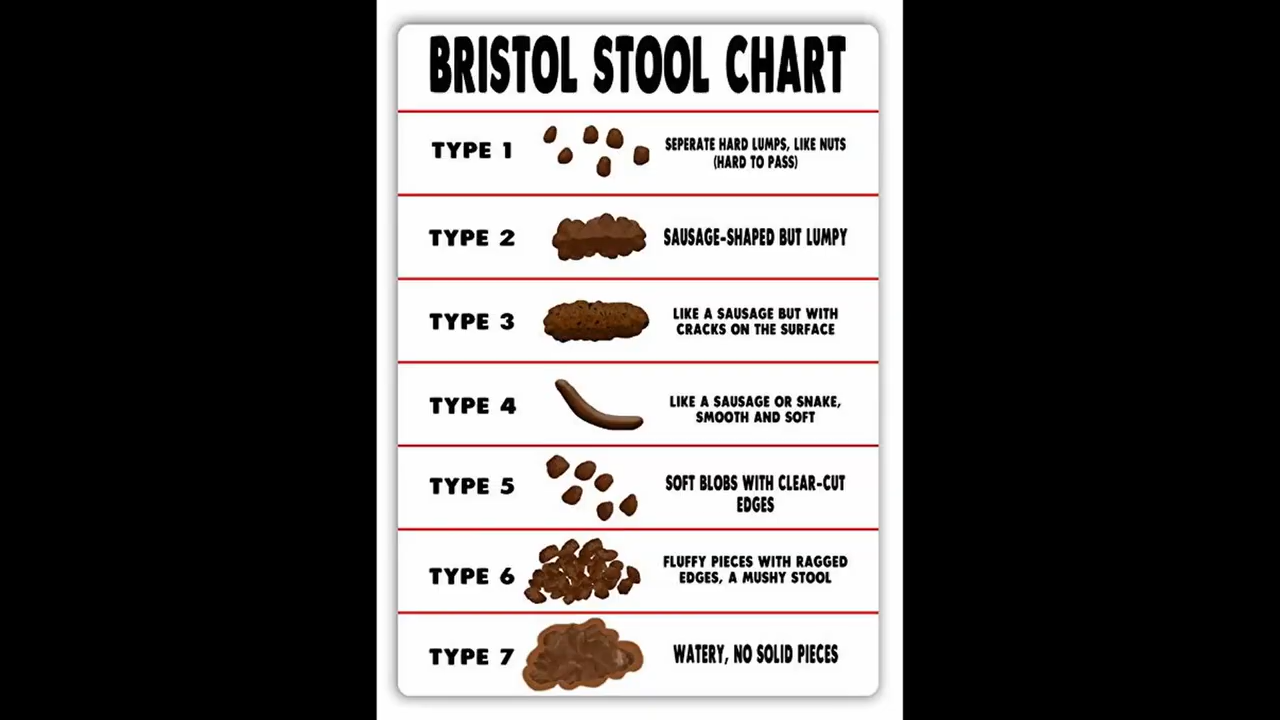 BRISTOL STOOL CHART
TYPE 1
SEPERATE HARD LUMPS, LIKE NUTS
(HARD TO PASS)
TYPE 2
SAUSAGE-SHAPED BUT LUMPY
TYPE 3
LIKE A SAUSAGE BUT WITH
CRACKS ON THE SURFACE
TYPE 4
LIKE A SAUSAGE OR SNAKE,
SMOOTH AND SOFT
TYPE 5
SOFT BLOBS WITH CLEAR-CUT
EDGES
TYPE 6
FLUFFY PIECES WITH RAGGED
EDGES, A MUSHY STOOL
TYPE 7
WATERY, NO SOLID PIECES